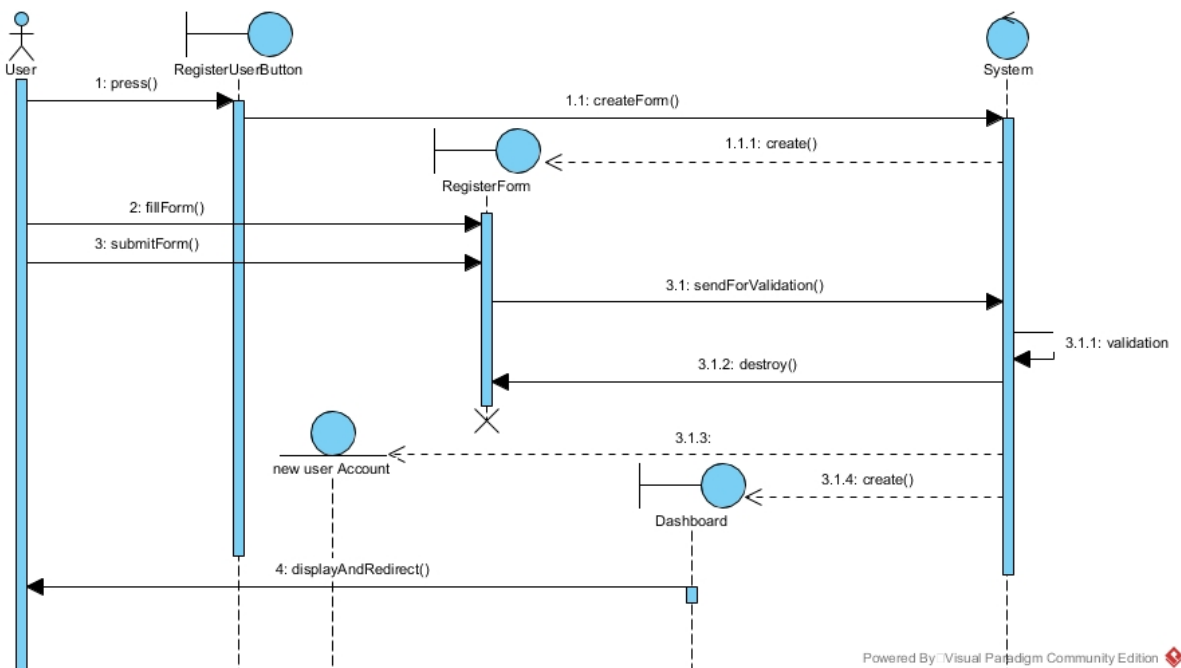 User
RegisterUserButton
System
1: press()
1.1: createForm()
1.1.1: create()
RegisterForm
2: fillForm()
3: submitForm()
3.1: sendForValidation()
3.1.1: validation
3.1.2: destroy()
3.1.3:
new user Account
3.1.4: create()
Dashboard
4: displayAndRedirect()
Powered By Visual Paradigm Community Edition